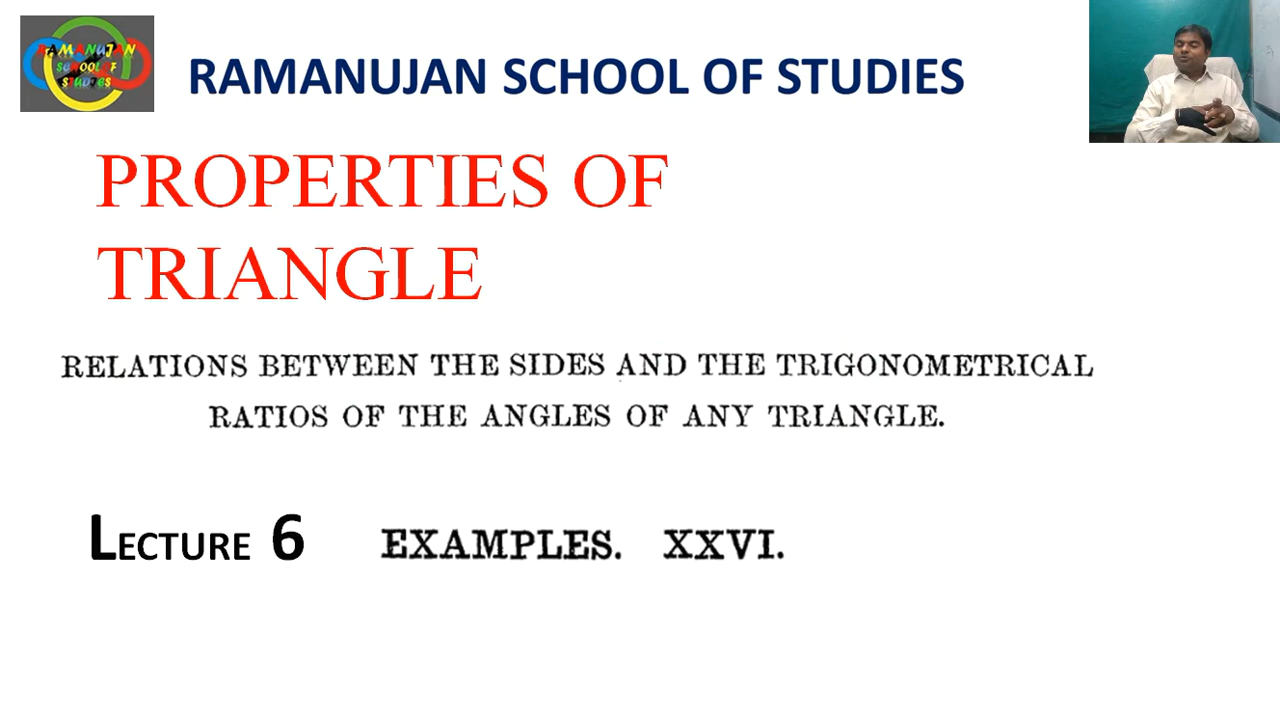 RAMANUJAN
SCHOOL OF
STUDIES
RAMANUJAN SCHOOL OF STUDIES
PROPERTIES OF
TRIANGLE
RELATIONS BETWEEN THE SIDES AND THE TRIGONOMETRICAL
RATIOS OF THE ANGLES OF ANY TRIANGLE.
LECTURE 6 EXAMPLES. XXVI.